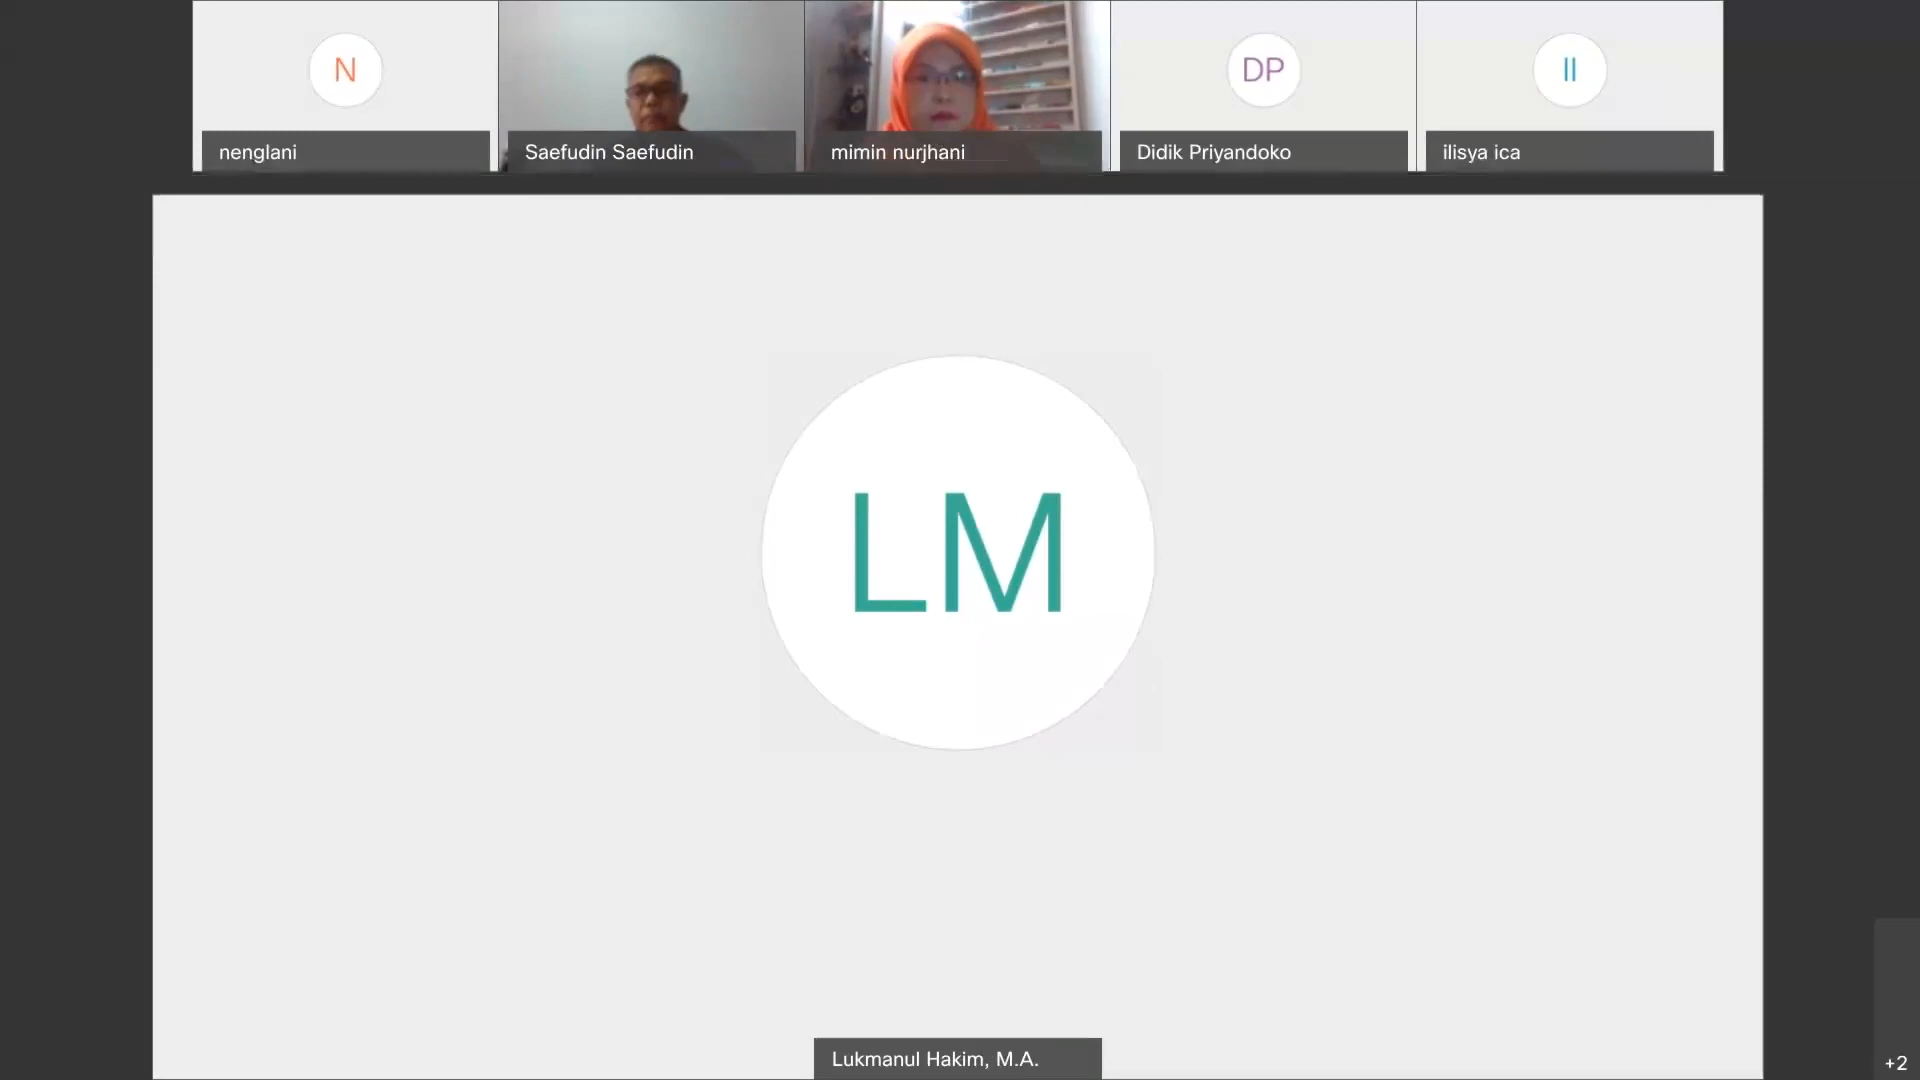 N
nenglani
Saefudin Saefudin
mimin nurjhani
DP
Didik Priyandoko
II
ilisya ica
LM
Lukmanul Hakim, M.A.
+2